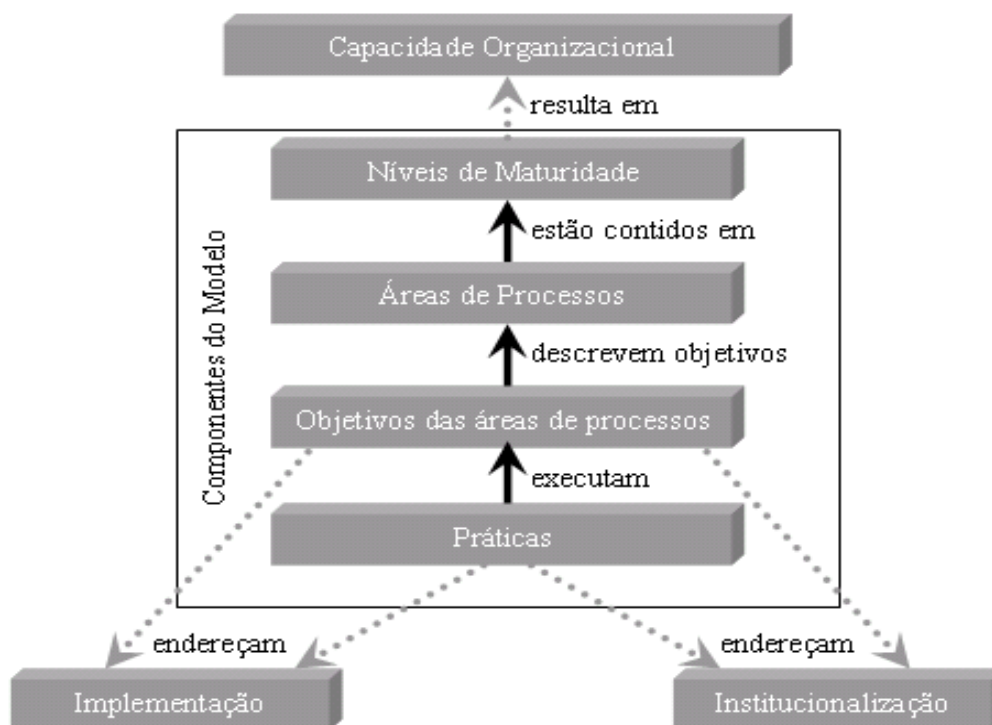 Capacidade Organizacional
resulta em
Níveis de Maturidade
estão contidos em
Componentes do Modelo
Áreas de Processos
descrevem objetivos
Objetivos das áreas de processos
executam
Práticas
endereçam
endereçam
Implementação
Institucionalização